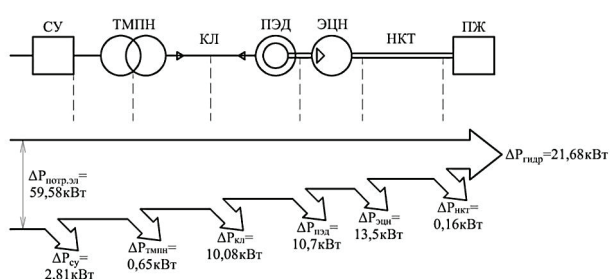 СУ ТМПН КЛ ПЭД ЭЦН НКТ ПЖ
ΔPгидр=21,68кВт
ΔPпотр.эл=
59,58кВт
ΔPсу=
2,81кВт
ΔPтмпн=
0,65кВт
ΔPкл=
10,08кВт
ΔPпэд=
10,7кВт
ΔPэцн=
13,5кВт
ΔPнкт=
0,16кВт